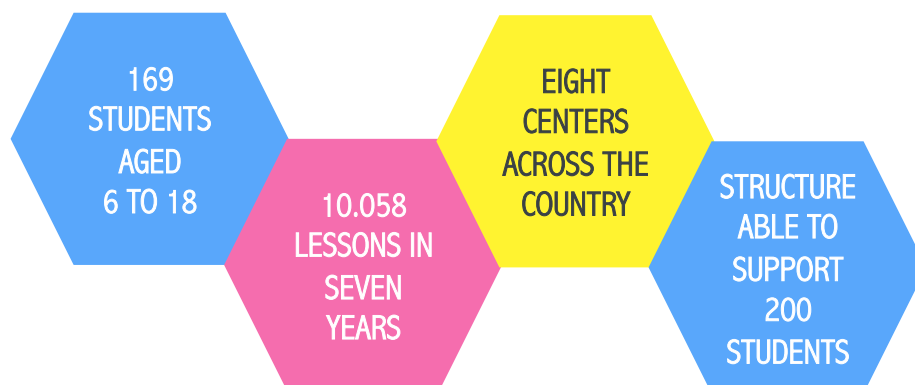 169
STUDENTS
AGED
6 TO 18
10.058
LESSONS IN
SEVEN
YEARS
EIGHT
CENTERS
ACROSS THE
COUNTRY
STRUCTURE
ABLE TO
SUPPORT
200
STUDENTS